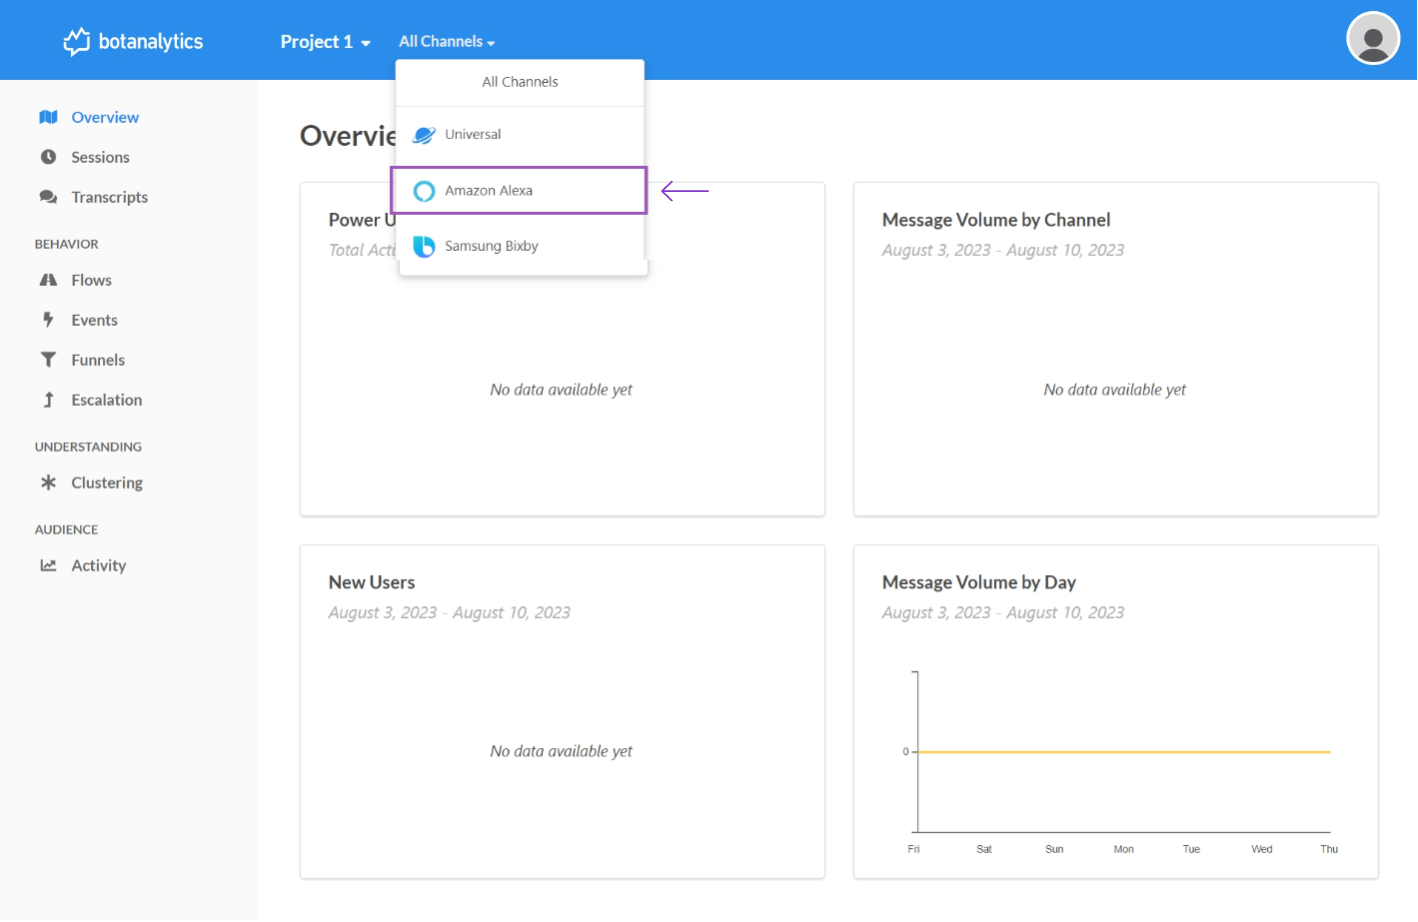 botanalytics
Project 1
All Channels
All Channels
Universal
Amazon Alexa
Samsung Bixby
Overview
Sessions
Transcripts
BEHAVIOR
Flows
Events
Funnels
Escalation
UNDERSTANDING
Clustering
AUDIENCE
Activity
Overvie
Power U
Total Acti
No data available yet
Message Volume by Channel
August 3, 2023 - August 10, 2023
No data available yet
New Users
August 3, 2023 - August 10, 2023
No data available yet
Message Volume by Day
August 3, 2023 - August 10, 2023
0
Fri Sat Sun Mon Tue Wed Thu